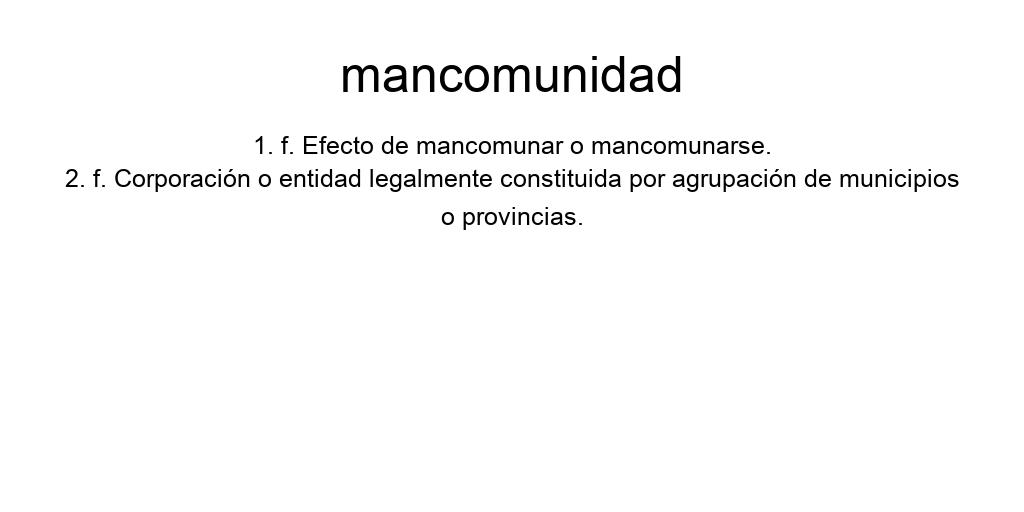 mancomunidad
1. f. Efecto de mancomunar o mancomunarse.
2. f. Corporación o entidad legalmente constituida por agrupación de municipios
o provincias.